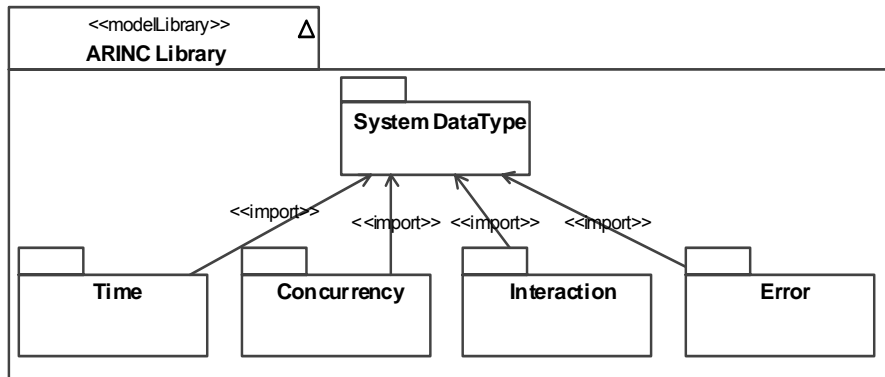 <<modelLibrary>>
ARINC Library
System DataType
<<import>>
<<import>>
<<import>>
<<import>>
Time
Concurrency
Interaction
Error